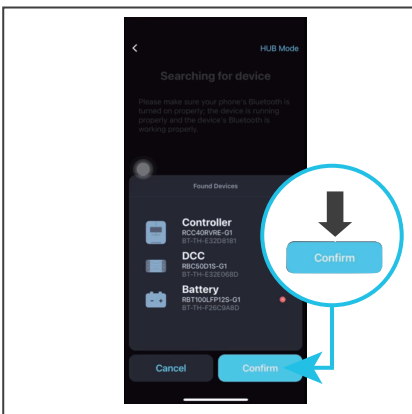 HUB Mode
Searching for device
Please make sure your phone's Bluetooth is
turned on properly; the device is running
properly and the device's Bluetooth is
working properly.
Found Devices
Controller
RCC40RVRE-G1
BT-TH-E32D8181
DCC
RBC50D1S-G1
BT-TH-E32E068D
Battery
RBT100LFP12S-G1
BT-TH-F26C9A8D
Cancel
Confirm
Confirm